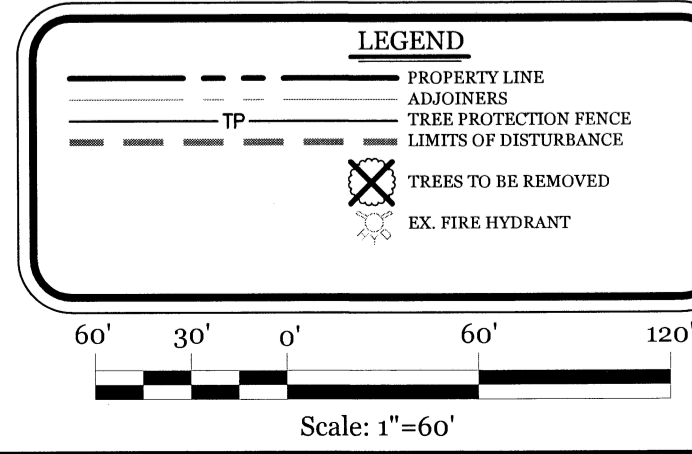 LEGEND
PROPERTY LINE
ADJOINERS
TP TREE PROTECTION FENCE
LIMITS OF DISTURBANCE
TREES TO BE REMOVED
EX. FIRE HYDRANT
HYD
60' 30' 0' 60' 120'
Scale: 1"=60'